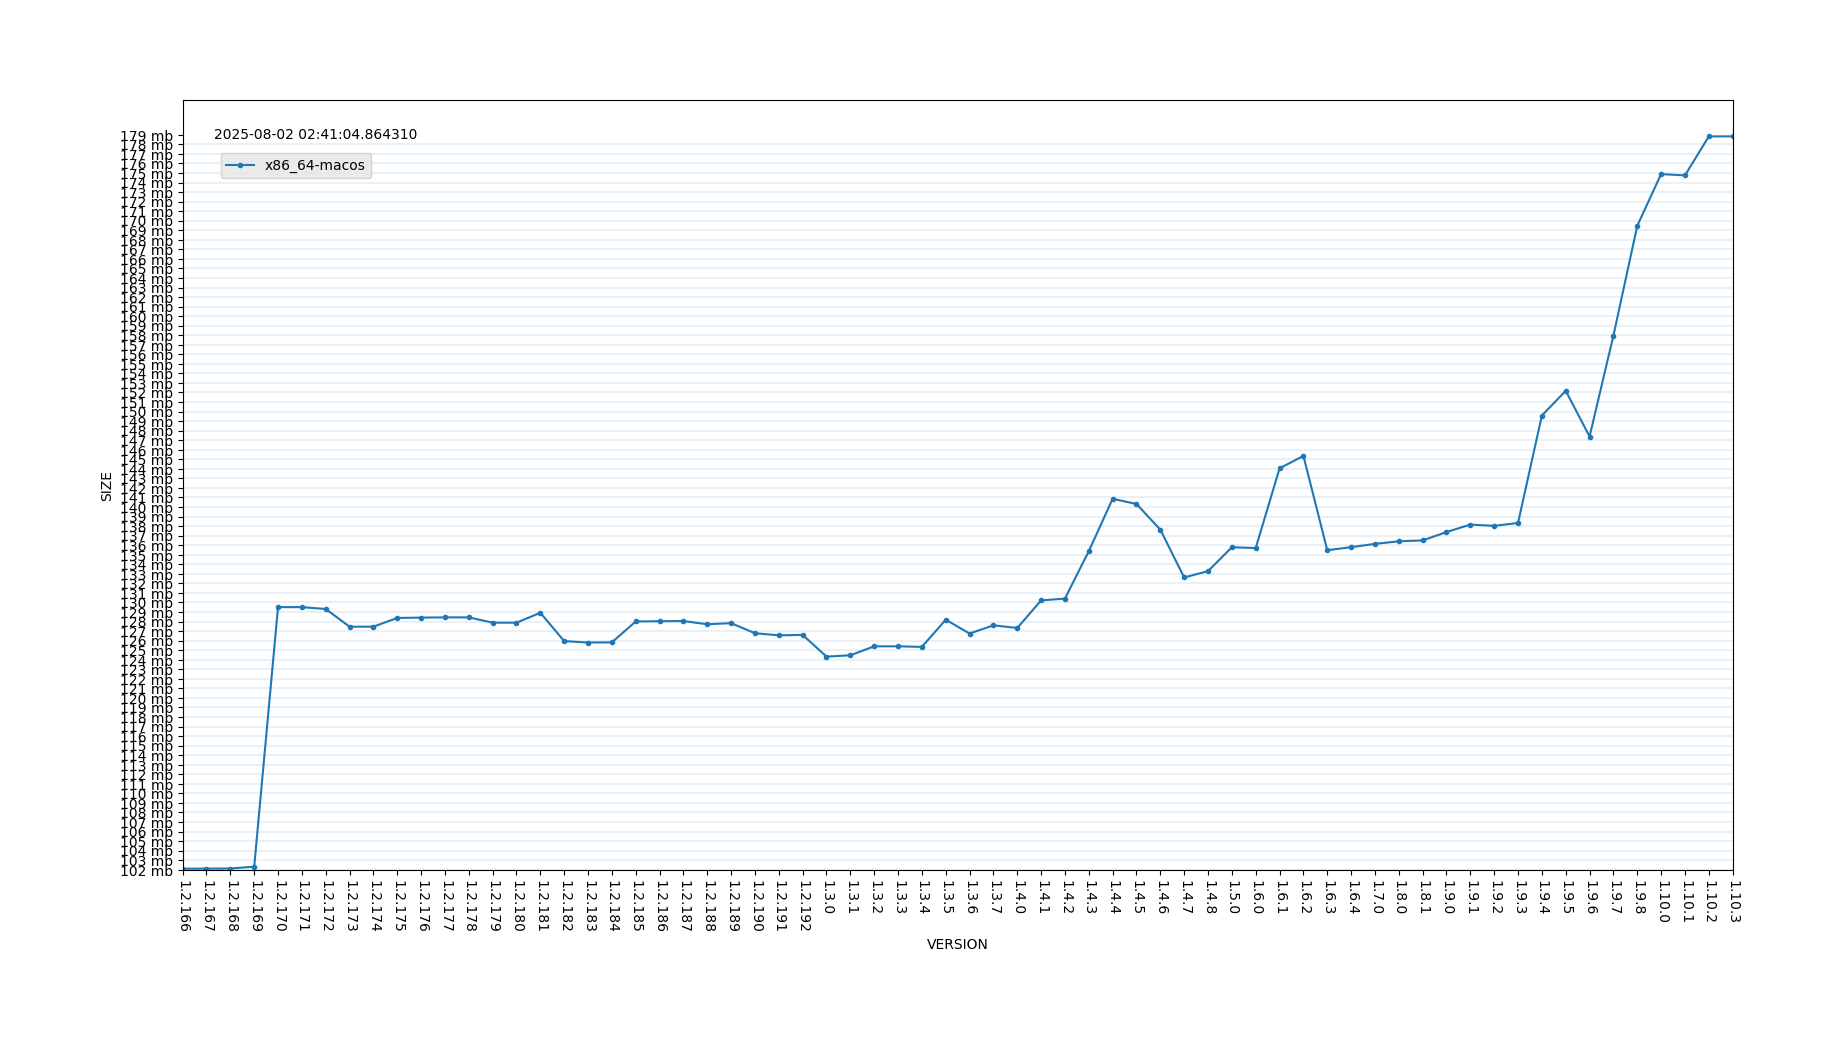 2025-08-02 02:41:04.864310
x86_64-macos
SIZE
179 mb
178 mb
177 mb
176 mb
175 mb
174 mb
173 mb
172 mb
171 mb
170 mb
169 mb
168 mb
167 mb
166 mb
165 mb
164 mb
163 mb
162 mb
161 mb
160 mb
159 mb
158 mb
157 mb
156 mb
155 mb
154 mb
153 mb
152 mb
151 mb
150 mb
149 mb
148 mb
147 mb
146 mb
145 mb
144 mb
143 mb
142 mb
141 mb
140 mb
139 mb
138 mb
137 mb
136 mb
135 mb
134 mb
133 mb
132 mb
131 mb
130 mb
129 mb
128 mb
127 mb
126 mb
125 mb
124 mb
123 mb
122 mb
121 mb
120 mb
119 mb
118 mb
117 mb
116 mb
115 mb
114 mb
113 mb
112 mb
111 mb
110 mb
109 mb
108 mb
107 mb
106 mb
105 mb
104 mb
103 mb
102 mb
1.2.166
1.2.167
1.2.168
1.2.169
1.2.170
1.2.171
1.2.172
1.2.173
1.2.174
1.2.175
1.2.176
1.2.177
1.2.178
1.2.179
1.2.180
1.2.181
1.2.182
1.2.183
1.2.184
1.2.185
1.2.186
1.2.187
1.2.188
1.2.189
1.2.190
1.2.191
1.2.192
1.3.0
1.3.1
1.3.2
1.3.3
1.3.4
1.3.5
1.3.6
1.3.7
1.4.0
1.4.1
1.4.2
1.4.3
1.4.4
1.4.5
1.4.6
1.4.7
1.4.8
1.5.0
1.6.0
1.6.1
1.6.2
1.6.3
1.6.4
1.7.0
1.8.0
1.8.1
1.9.0
1.9.1
1.9.2
1.9.3
1.9.4
1.9.5
1.9.6
1.9.7
1.9.8
1.10.0
1.10.1
1.10.2
1.10.3
VERSION